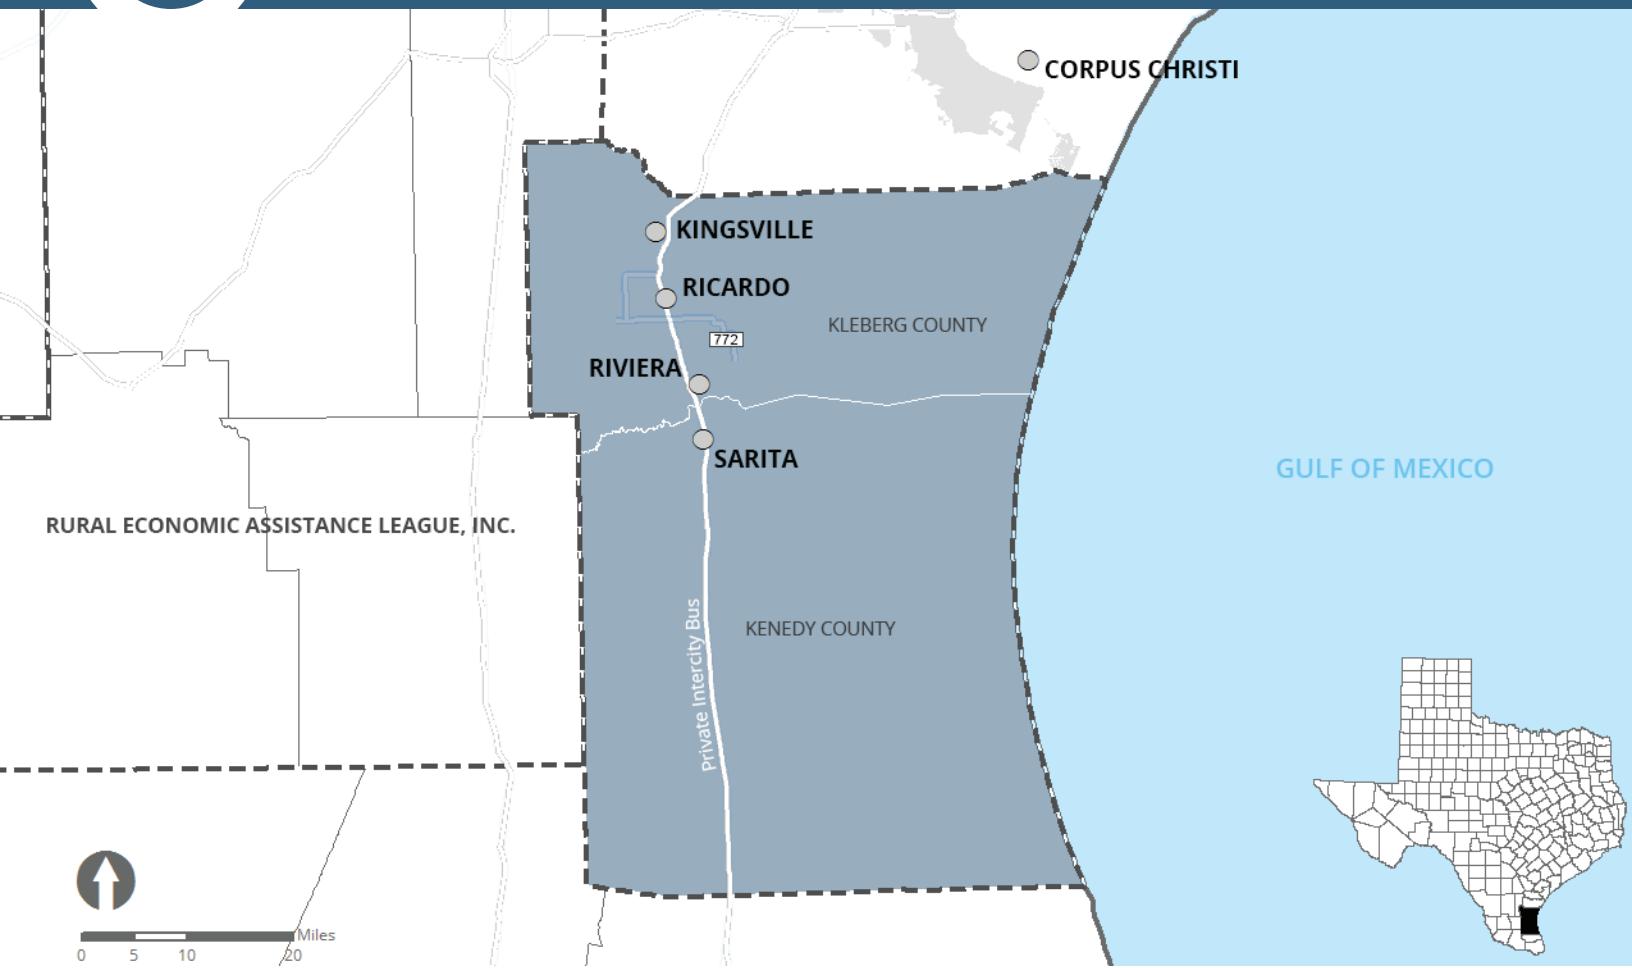 CORPUS CHRISTI
KINGSVILLE
RICARDO
KLEBERG COUNTY
772
RIVIERA
SARITA
GULF OF MEXICO
RURAL ECONOMIC ASSISTANCE LEAGUE, INC.
Private Intercity Bus
KENEDY COUNTY
Miles
0 5 10 20